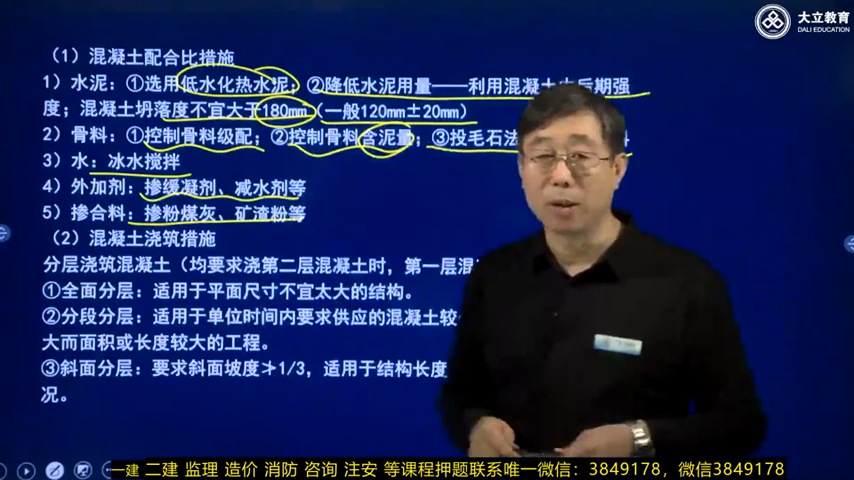 大立教育
DALI EDUCATION
（1）混凝土配合比措施
1）水泥：①选用低水化热水泥；②降低水泥用量——利用混凝土 后期强
度；混凝土坍落度不宜大于180mm（一般120mm±20mm）
2）骨料：①控制骨料级配；②控制骨料含泥量；③投毛石法
3）水：冰水搅拌
4）外加剂：掺缓凝剂、减水剂等
5）掺合料：掺粉煤灰、矿渣粉等
（2）混凝土浇筑措施
分层浇筑混凝土（均要求浇第二层混凝土时，第一层混
①全面分层：适用于平面尺寸不宜太大的结构。
②分段分层：适用于单位时间内要求供应的混凝土较
大而面积或长度较大的工程。
③斜面分层：要求斜面坡度≯1/3，适用于结构长度
况。
一建 二建 监理 造价 消防 咨询 注安 等课程押题联系唯一微信：3849178，微信3849178